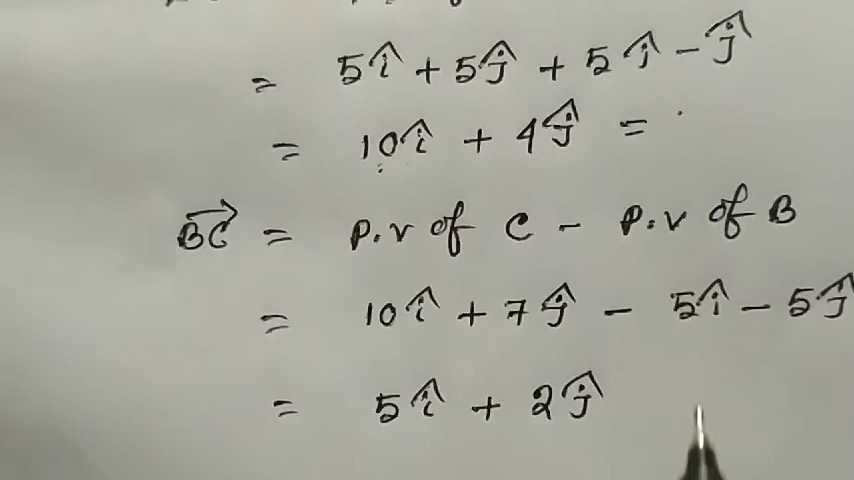 = 5î + 5ĵ + 5î - ĵ
= 10î + 4ĵ =
→BC = P.V of C - P.V of B
= 10î + 7ĵ - 5î - 5ĵ
= 5î + 2ĵ